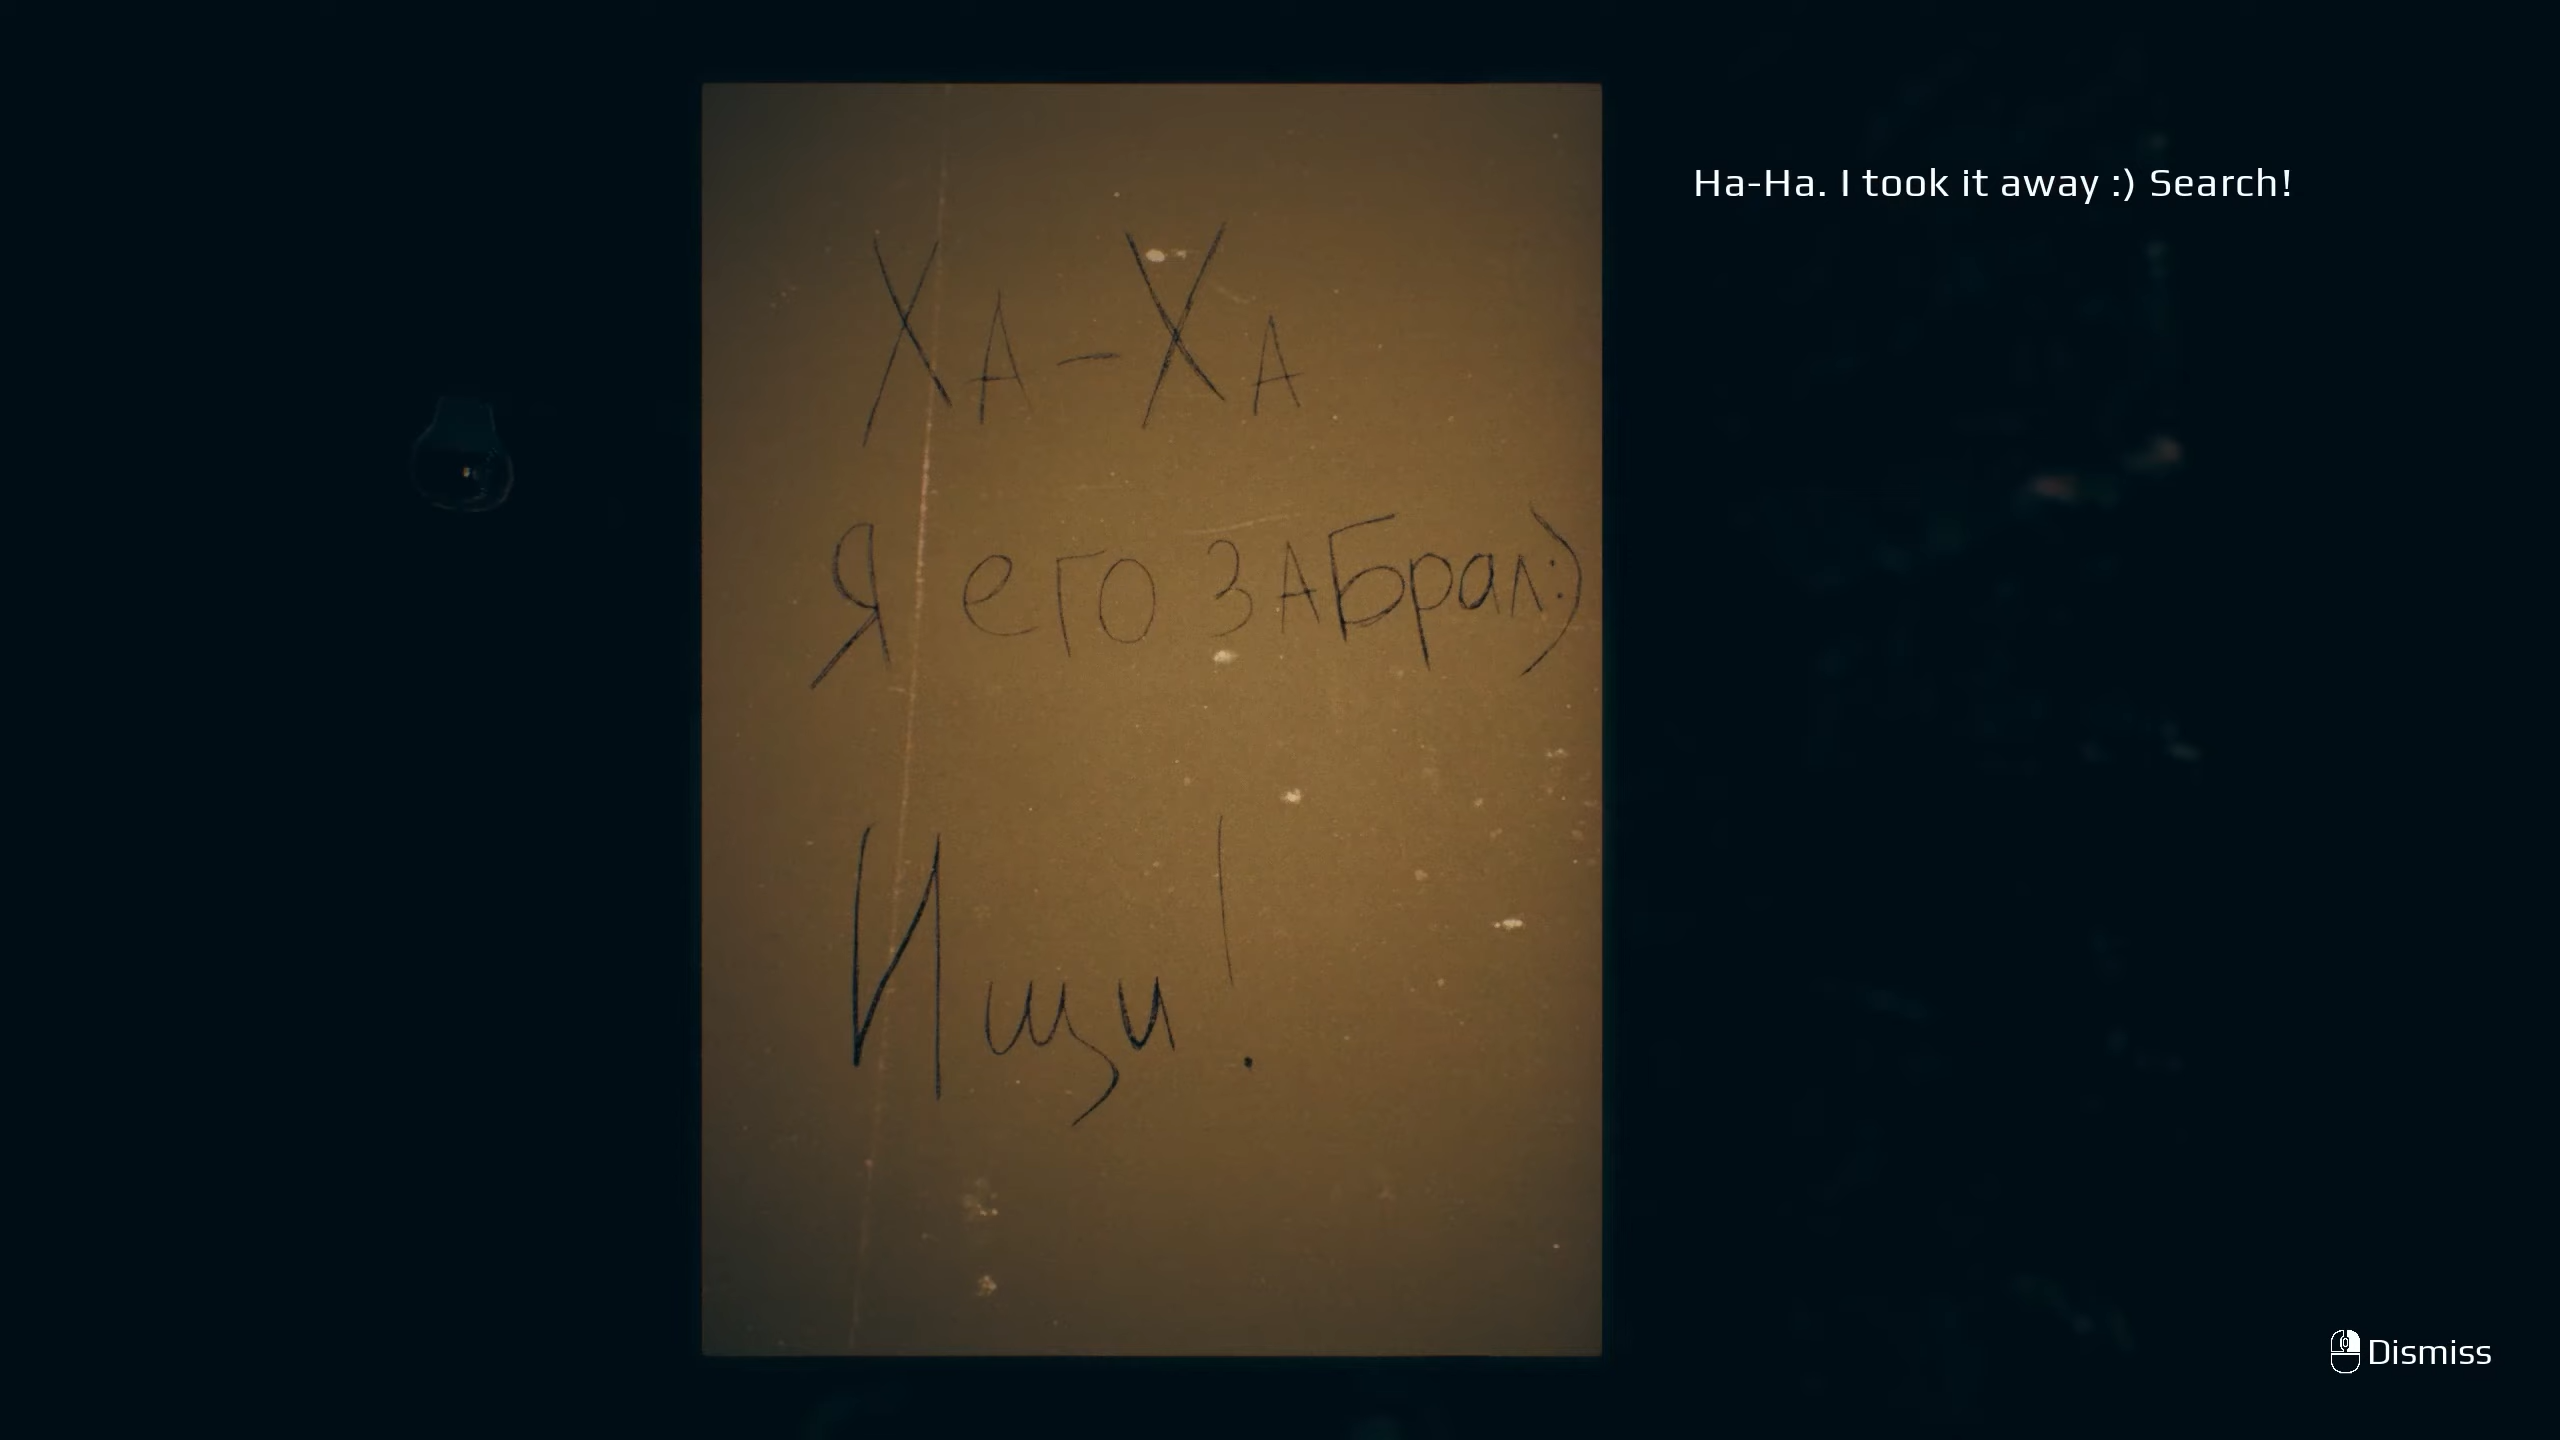 Ха-Ха
Ha-Ha. I took it away :) Search!
Я его забрал:)
Ищи!
Dismiss